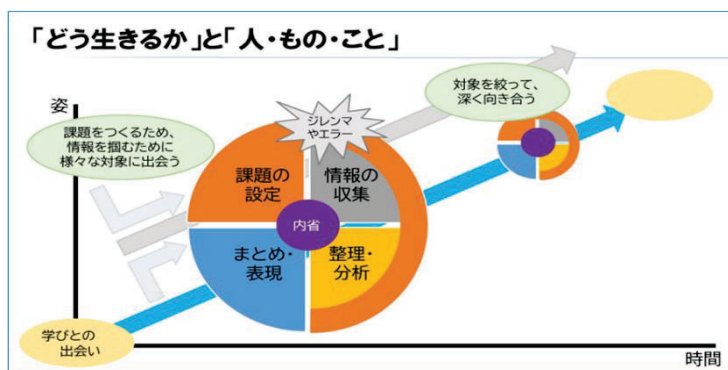 「どう生きるか」と「人・もの・こと」
姿
課題をつくるため、
情報を掴むために
様々な対象に出会う
ジレンマ
やエラー
対象を絞って、
深く向き合う
課題の
設定
情報の
収集
内省
まとめ・
表現
整理・
分析
学びとの
出会い
時間